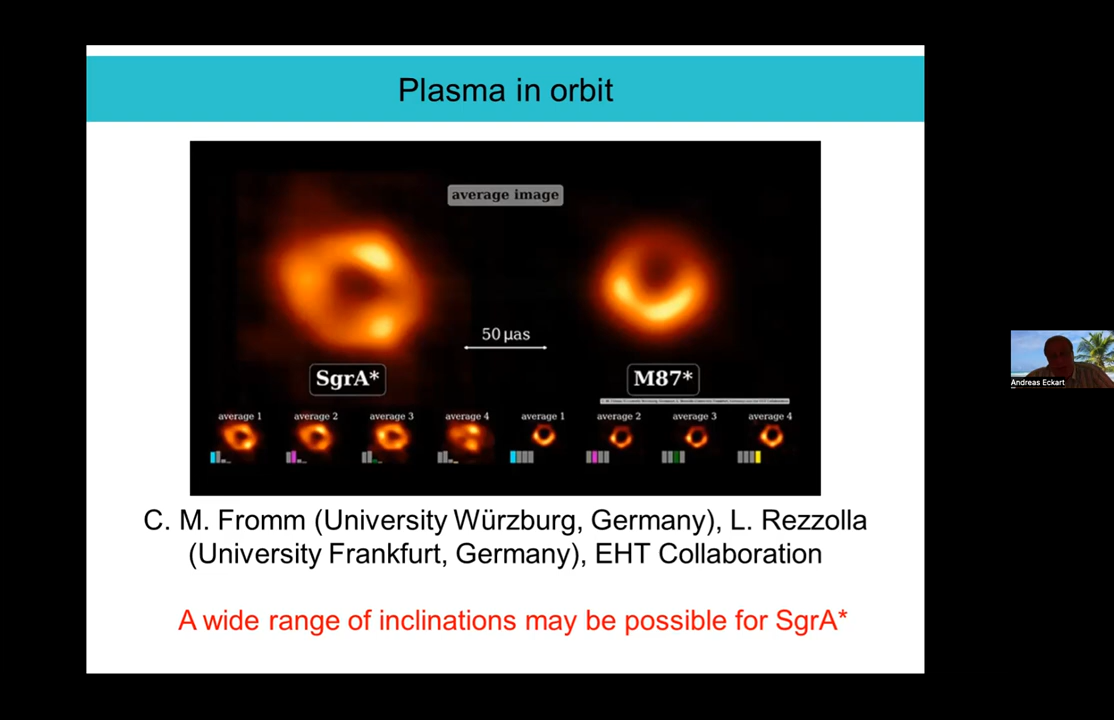 Plasma in orbit
average image
50 µas
SgrA*
M87*
average 1
average 2
average 3
average 4
average 1
average 2
average 3
average 4
C. M. Fromm (University Würzburg, Germany), L. Rezzolla
(University Frankfurt, Germany), EHT Collaboration
A wide range of inclinations may be possible for SgrA*
Andreas Eckart